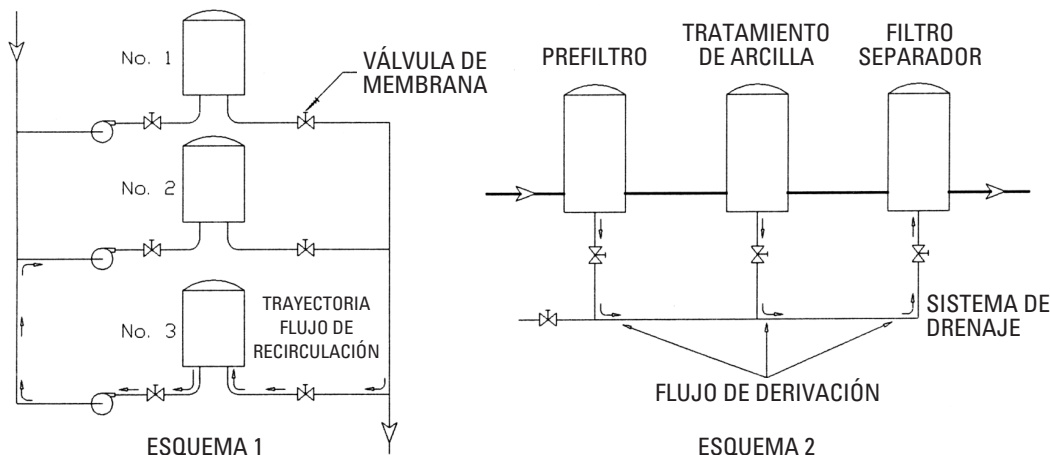 No. 1
VÁLVULA DE
MEMBRANA
No. 2
No. 3
TRAYECTORIA
FLUJO DE
RECIRCULACIÓN
ESQUEMA 1
PREFILTRO
TRATAMIENTO
DE ARCILLA
FILTRO
SEPARADOR
SISTEMA DE
DRENAJE
FLUJO DE DERIVACIÓN
ESQUEMA 2